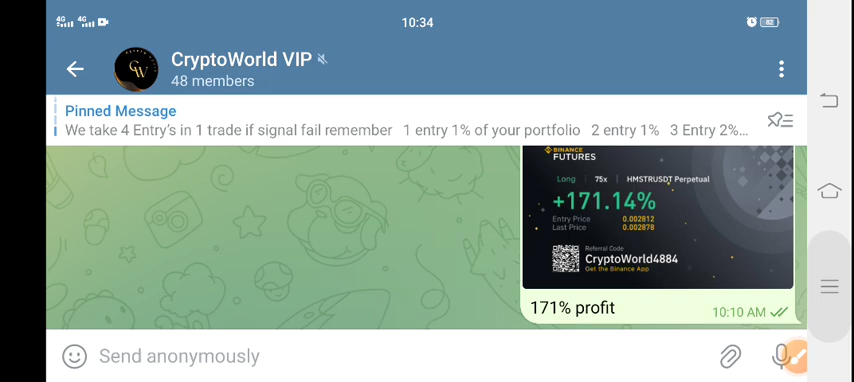 4G 4G 10:34 82
CryptoWorld VIP
48 members
Pinned Message
We take 4 Entry's in 1 trade if signal fail remember 1 entry 1% of your portfolio 2 entry 1% 3 Entry 2%...
BINANCE
FUTURES
Long | 75x | HMSTRUSDT Perpetual
+171.14%
Entry Price 0.002812
Last Price 0.002878
Referral Code
CryptoWorld4884
Get the Binance App
171% profit
10:10 AM
Send anonymously